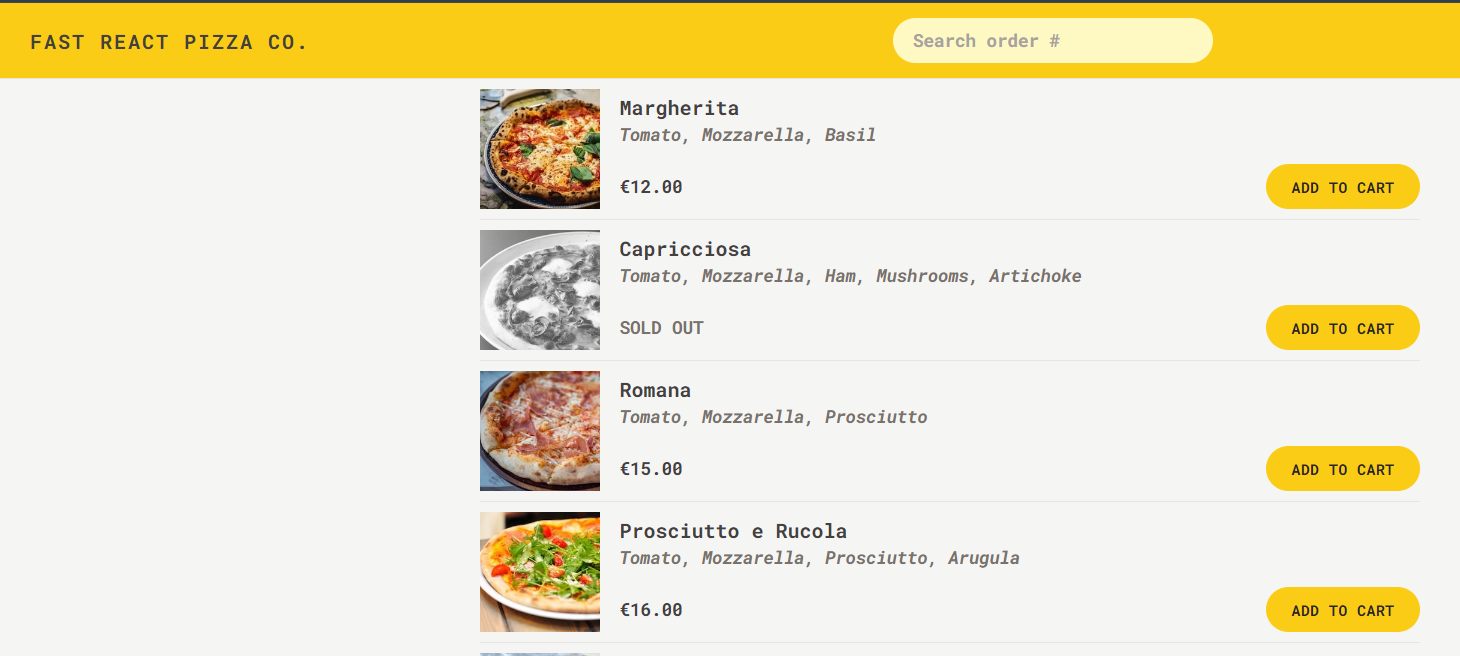 FAST REACT PIZZA CO.
Search order #
Margherita
Tomato, Mozzarella, Basil
€12.00
ADD TO CART
Capricciosa
Tomato, Mozzarella, Ham, Mushrooms, Artichoke
SOLD OUT
ADD TO CART
Romana
Tomato, Mozzarella, Prosciutto
€15.00
ADD TO CART
Prosciutto e Rucola
Tomato, Mozzarella, Prosciutto, Arugula
€16.00
ADD TO CART